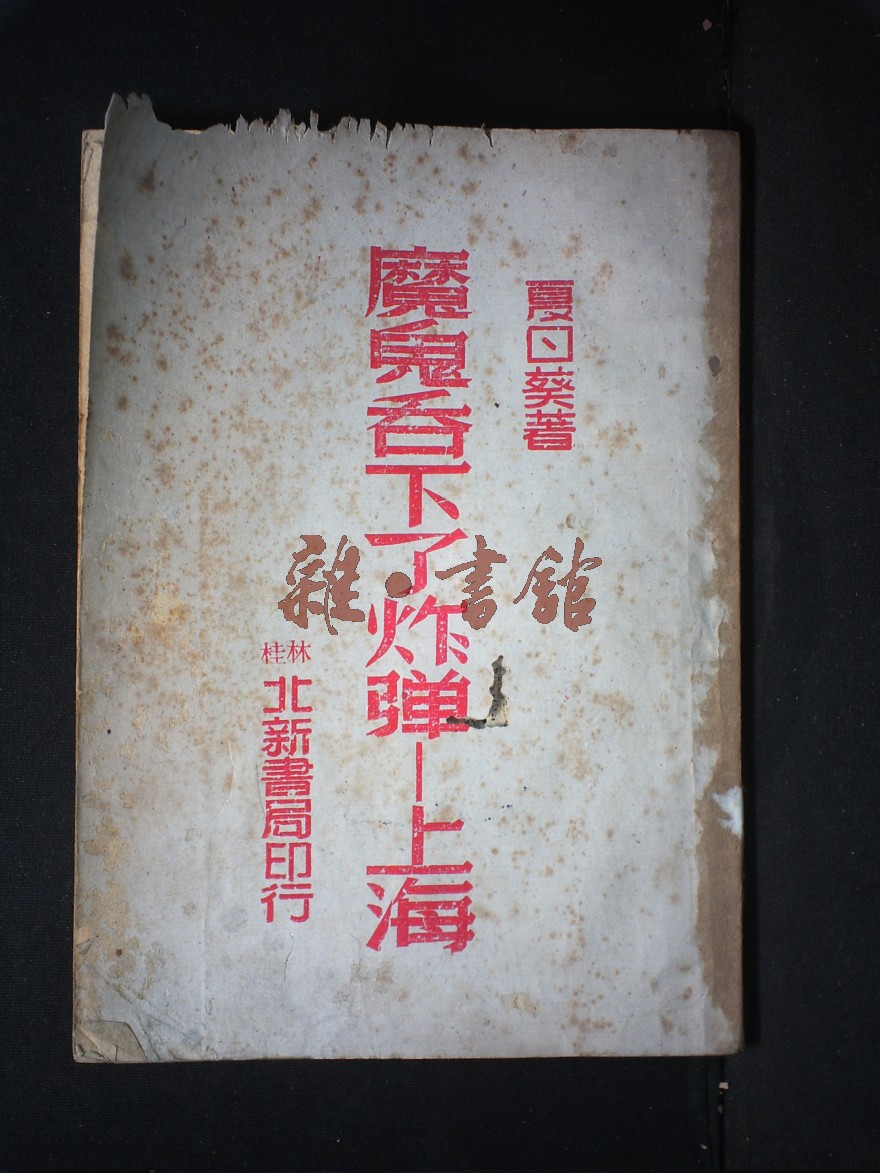 夏日葵著
魔鬼吞下了炸弹—上海
桂林
北新書局印行
雜·書館